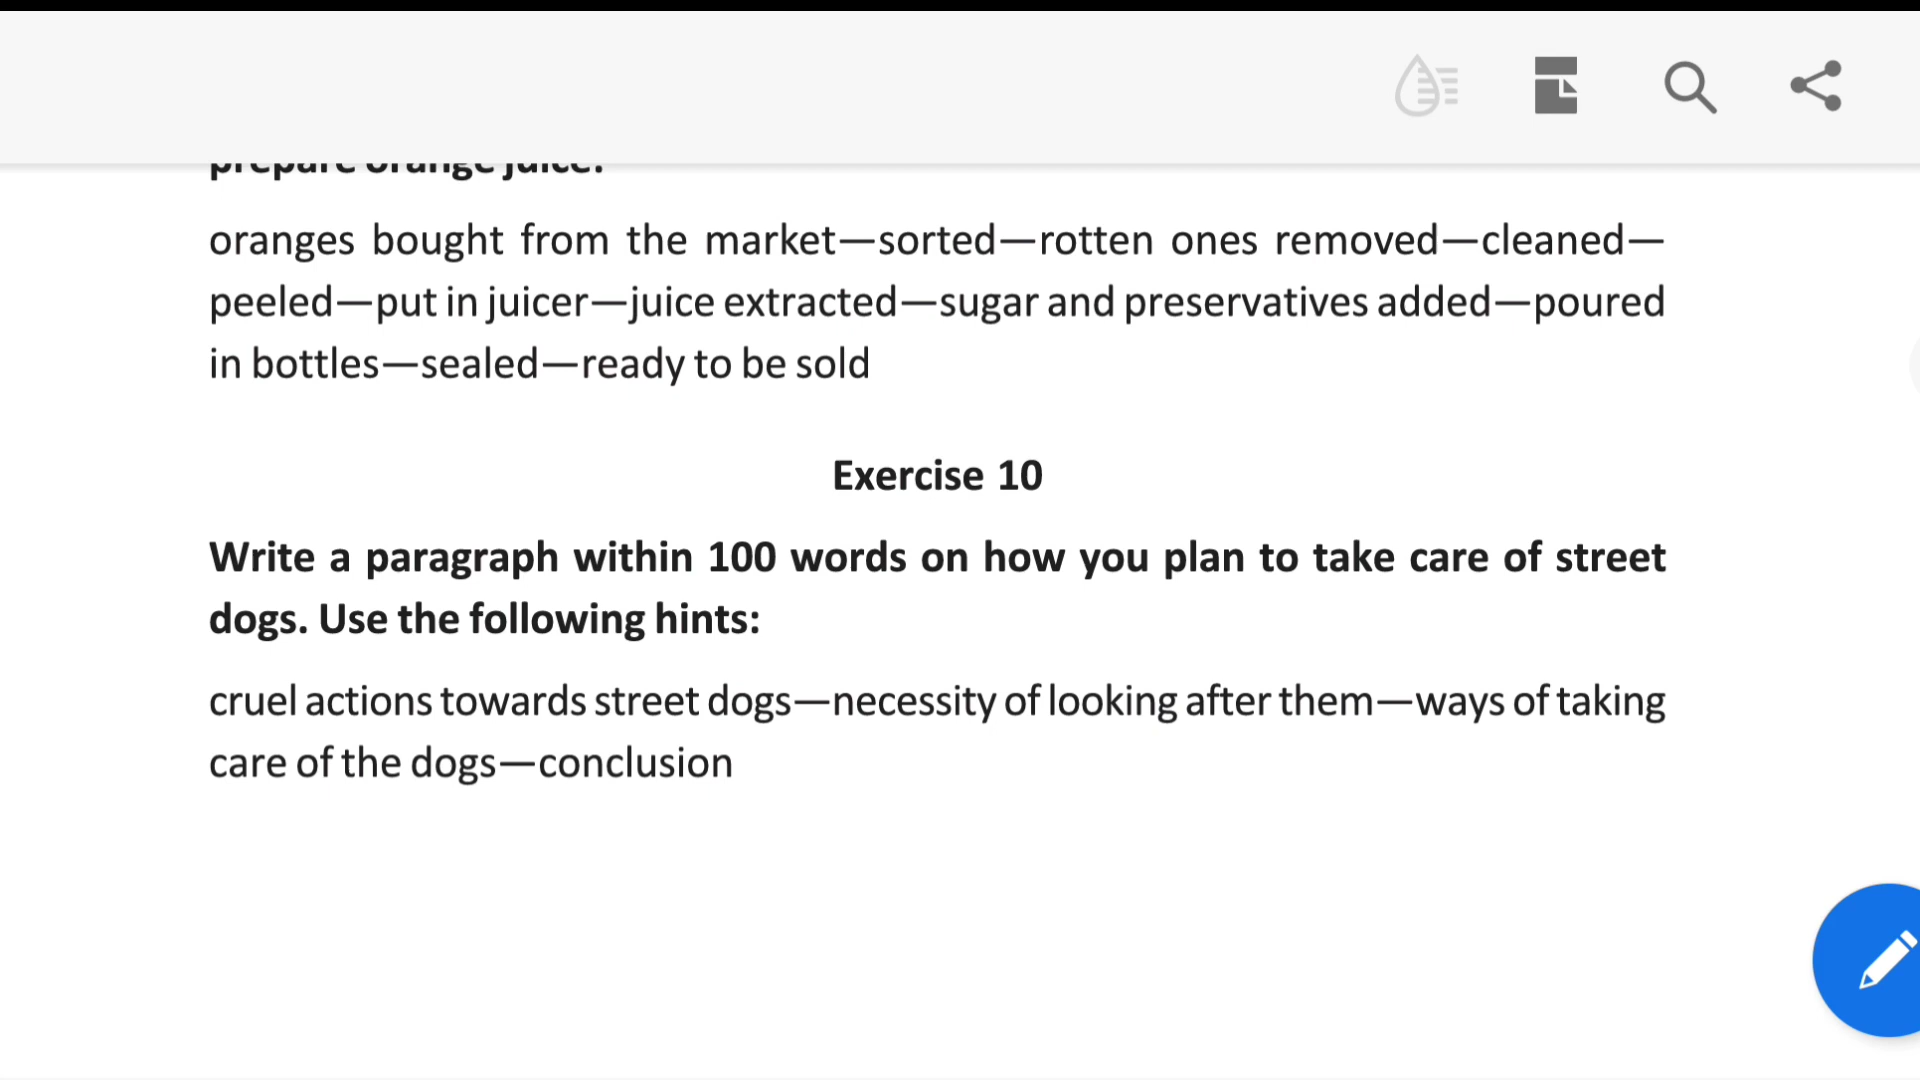 prepare orange juice:
oranges bought from the market—sorted—rotten ones removed—cleaned—
peeled—put in juicer—juice extracted—sugar and preservatives added—poured
in bottles—sealed—ready to be sold
Exercise 10
Write a paragraph within 100 words on how you plan to take care of street
dogs. Use the following hints:
cruel actions towards street dogs—necessity of looking after them—ways of taking
care of the dogs—conclusion